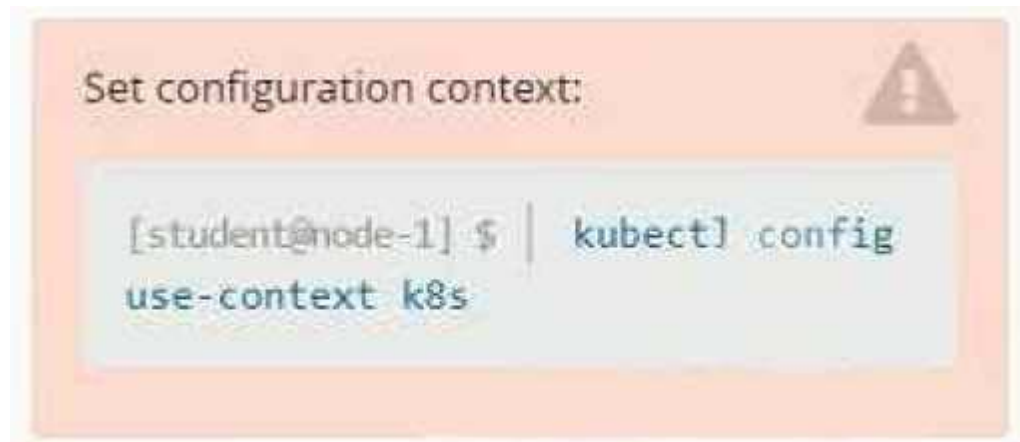 Set configuration context:
[student@node-1] $ | kubectl config
use-context k8s